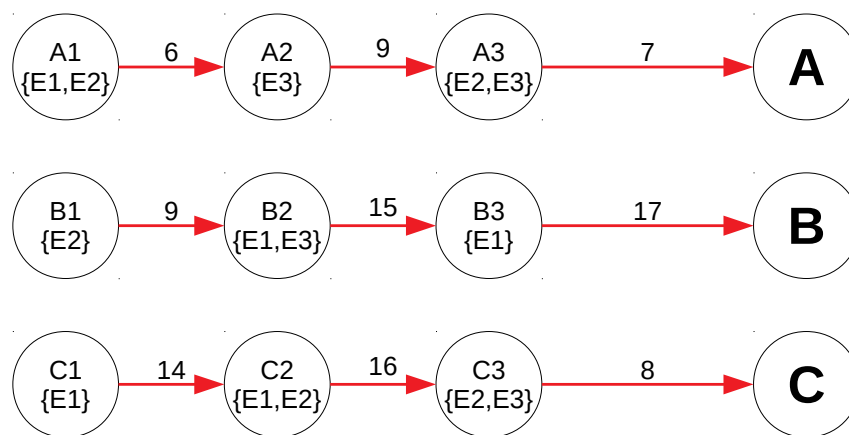 A1
{E1,E2}
6
A2
{E3}
9
A3
{E2,E3}
7
A
B1
{E2}
9
B2
{E1,E3}
15
B3
{E1}
17
B
C1
{E1}
14
C2
{E1,E2}
16
C3
{E2,E3}
8
C